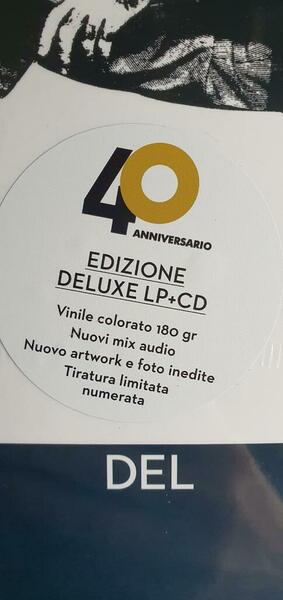 40
ANNIVERSARIO
EDIZIONE
DELUXE LP+CD
Vinile colorato 180 gr
Nuovi mix audio
Nuovo artwork e foto inedite
Tiratura limitata
numerata
DEL